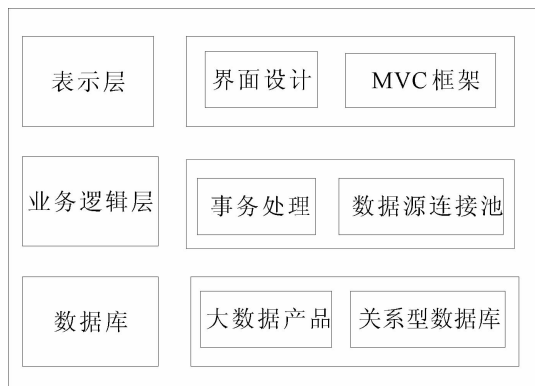 表示层
界面设计
MVC框架
业务逻辑层
事务处理
数据源连接池
数据库
大数据产品
关系型数据库